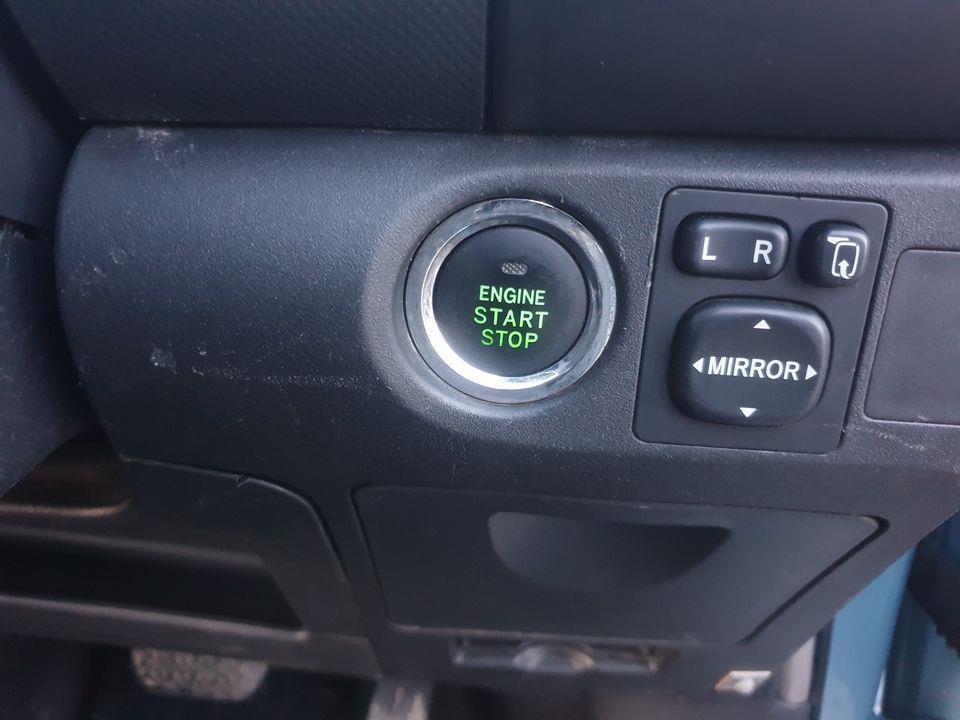 ENGINE
START
STOP
L R
MIRROR